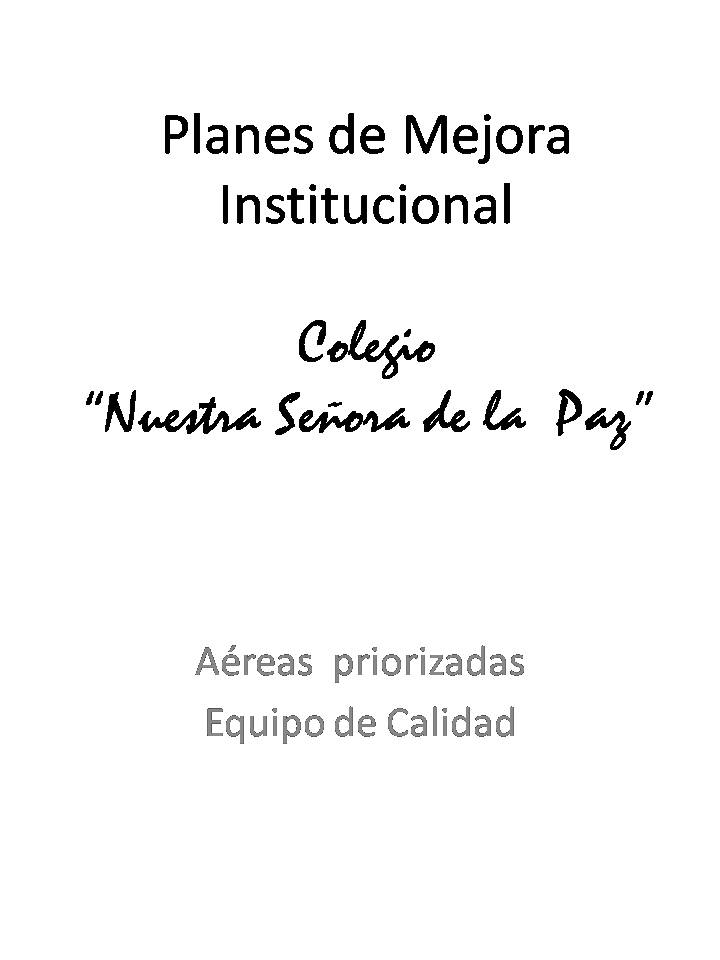 Planes de Mejora
Institucional
Colegio
“Nuestra Señora de la Paz”
Aéreas priorizadas
Equipo de Calidad